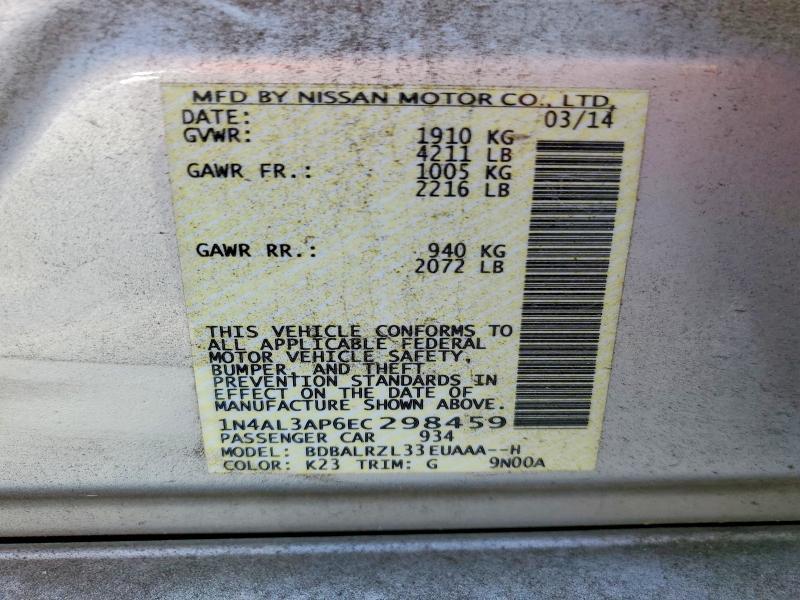 MFD BY NISSAN MOTOR CO., LTD.
DATE: 03/14
GVWR: 1910 KG
4211 LB
GAWR FR.: 1005 KG
2216 LB
GAWR RR.: 940 KG
2072 LB
THIS VEHICLE CONFORMS TO
ALL APPLICABLE FEDERAL
MOTOR VEHICLE SAFETY,
BUMPER, AND THEFT
PREVENTION STANDARDS IN
EFFECT ON THE DATE OF
MANUFACTURE SHOWN ABOVE.
1N4AL3AP6EC298459
PASSENGER CAR 934
MODEL: BDBALRZL33EUAAA--H
COLOR: K23 TRIM: G 9N00A